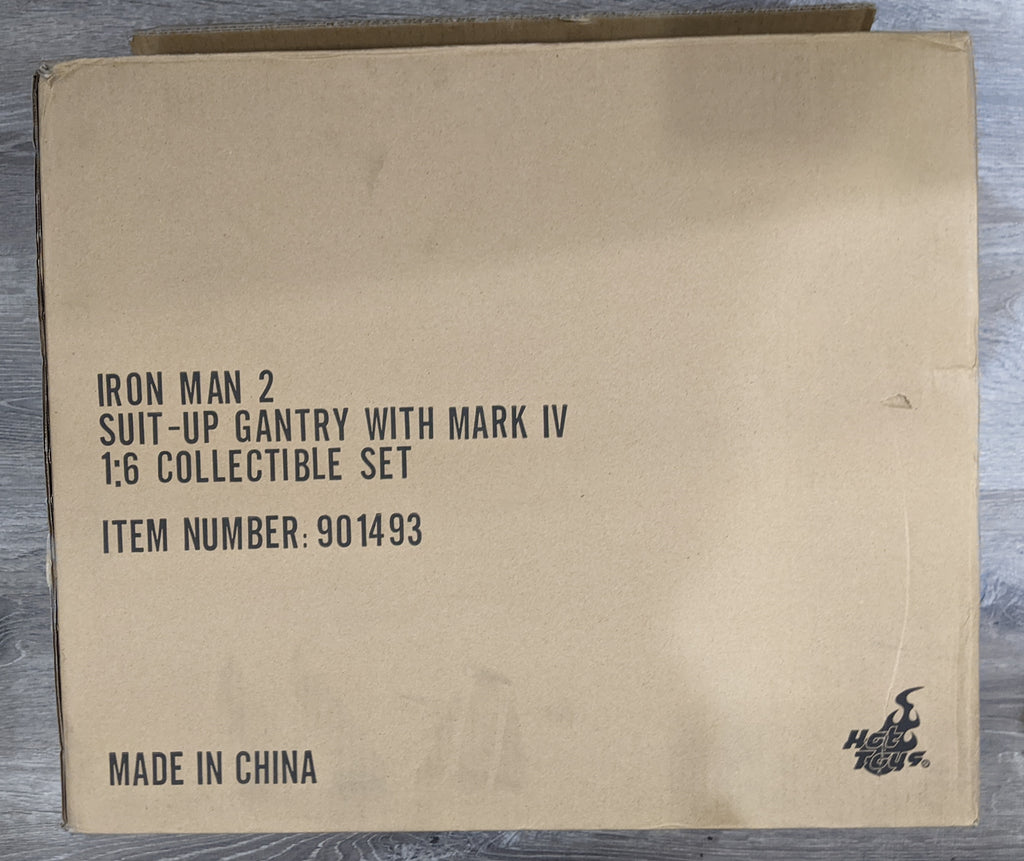 IRON MAN 2
SUIT-UP GANTRY WITH MARK IV
1:6 COLLECTIBLE SET
ITEM NUMBER: 901493
MADE IN CHINA
Hot
Toys®